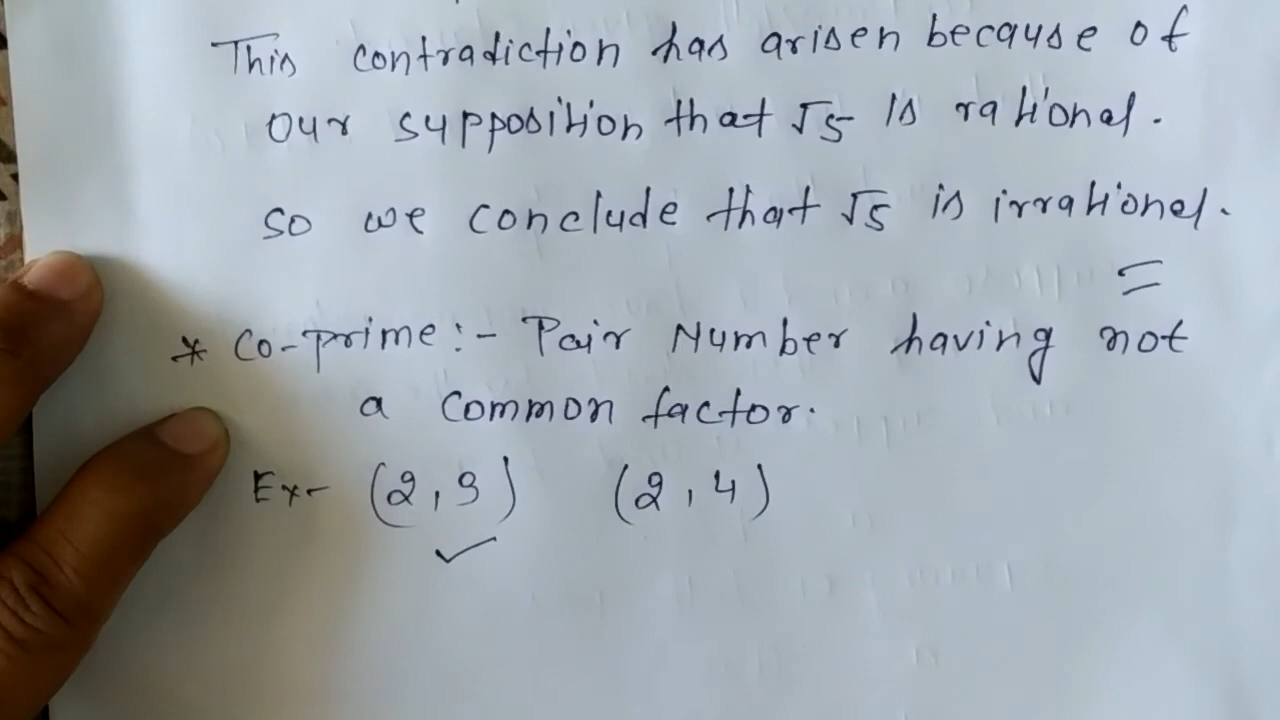 This contradiction has arisen because of
our supposition that √5 is rational.
so we conclude that √5 is irrational.
* Co-prime:- Pair Number having not
a common factor.
Ex- (2,9) (2,4)